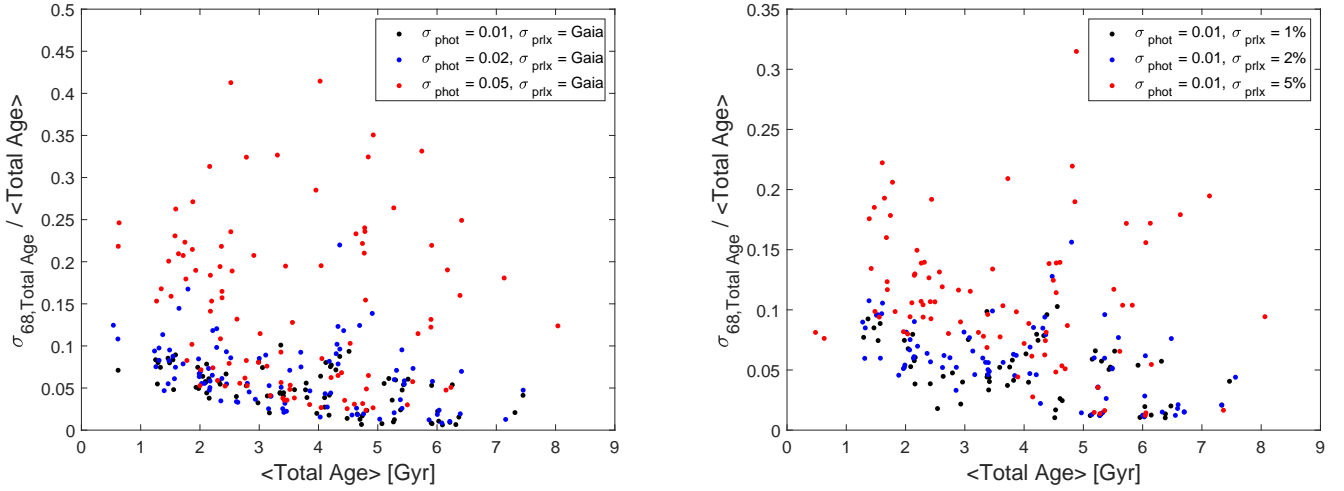 0.5
0.45
0.4
0.35
0.3
0.25
0.2
0.15
0.1
0.05
0
σ 68,Total Age / <Total Age>
σ phot = 0.01, σ prlx = Gaia
σ phot = 0.02, σ prlx = Gaia
σ phot = 0.05, σ prlx = Gaia
0 1 2 3 4 5 6 7 8 9
<Total Age> [Gyr]
0.35
0.3
0.25
0.2
0.15
0.1
0.05
0
σ 68,Total Age / <Total Age>
σ phot = 0.01, σ prlx = 1%
σ phot = 0.01, σ prlx = 2%
σ phot = 0.01, σ prlx = 5%
0 1 2 3 4 5 6 7 8 9
<Total Age> [Gyr]